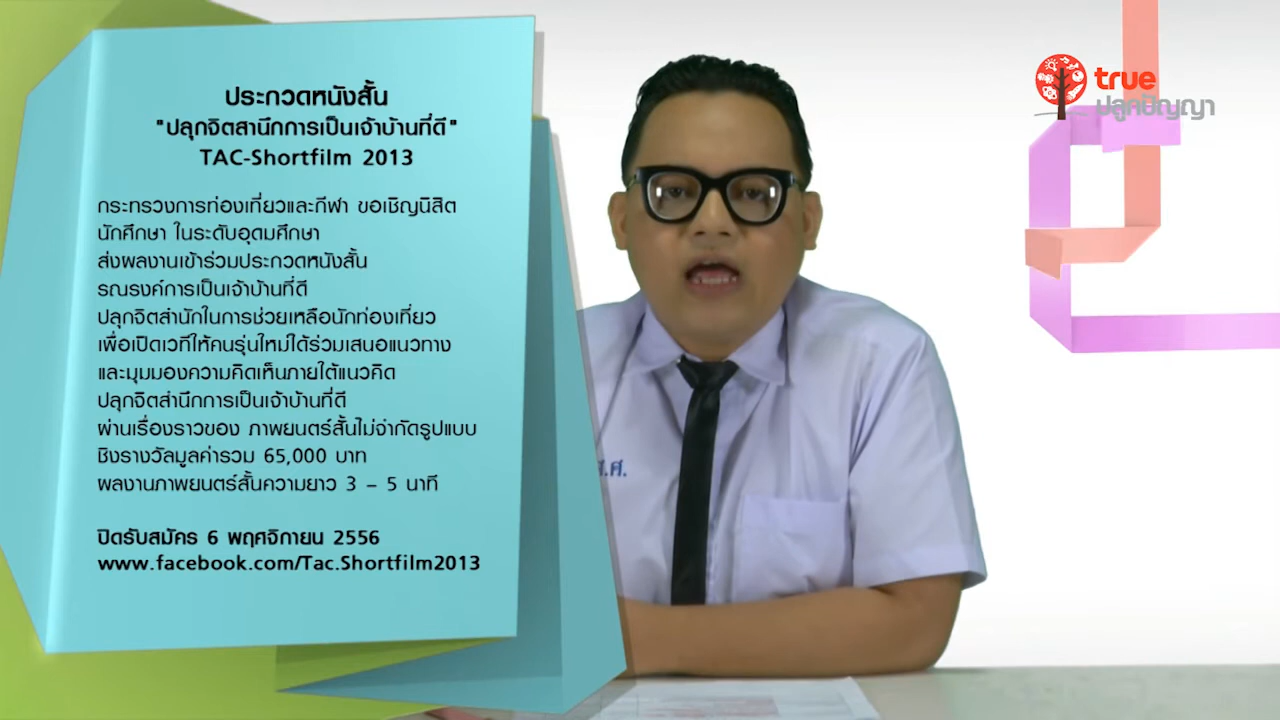 ประกวดหนังสั้น
"ปลุกจิตสานึกการเป็นเจ้าบ้านที่ดี"
TAC-Shortfilm 2013
กระทรวงการท่องเที่ยวและกีฬา ขอเชิญนิสิต
นักศึกษา ในระดับอุดมศึกษา
ส่งผลงานเข้าร่วมประกวดหนังสั้น
รณรงค์การเป็นเจ้าบ้านที่ดี
ปลุกจิตสำนักในการช่วยเหลือนักท่องเที่ยว
เพื่อเปิดเวทีให้คนรุ่นใหม่ได้ร่วมเสนอแนวทาง
และมุมมองความคิดเห็นภายใต้แนวคิด
ปลุกจิตสำนึกการเป็นเจ้าบ้านที่ดี
ผ่านเรื่องราวของ ภาพยนตร์สั้นไม่จำกัดรูปแบบ
ชิงรางวัลมูลค่ารวม 65,000 บาท
ผลงานภาพยนตร์สั้นความยาว 3 – 5 นาที
ปิดรับสมัคร 6 พฤศจิกายน 2556
www.facebook.com/Tac.Shortfilm2013
true
ปลูกปัญญา
ส.ศ.